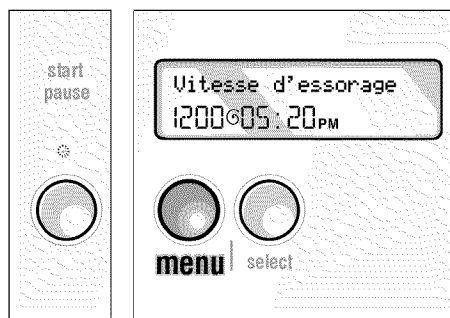 start
pause
Vitesse d'essorage
1200 05:20PM
menu
select